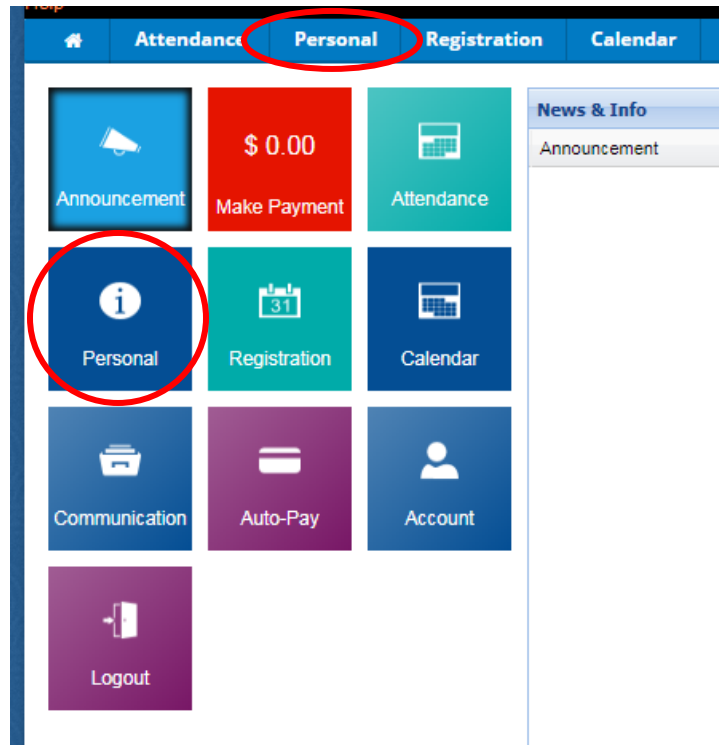 Help
Attendance Personal Registration Calendar
News & Info
Announcement
$ 0.00
Announcement
Make Payment
Attendance
31
Personal
Registration
Calendar
Communication
Auto-Pay
Account
Logout